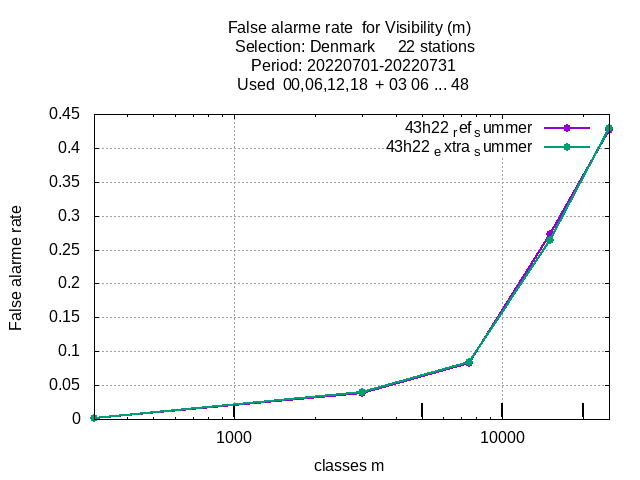 False alarme rate  for Visibility (m)
Selection: Denmark     22 stations
Period: 20220701-20220731
Used  00,06,12,18  + 03 06 ... 48
0.45
0.4
0.35
0.3
0.25
0.2
0.15
0.1
0.05
0
False alarme rate
43h22 ref summer
43h22 extra summer
1000
10000
classes m